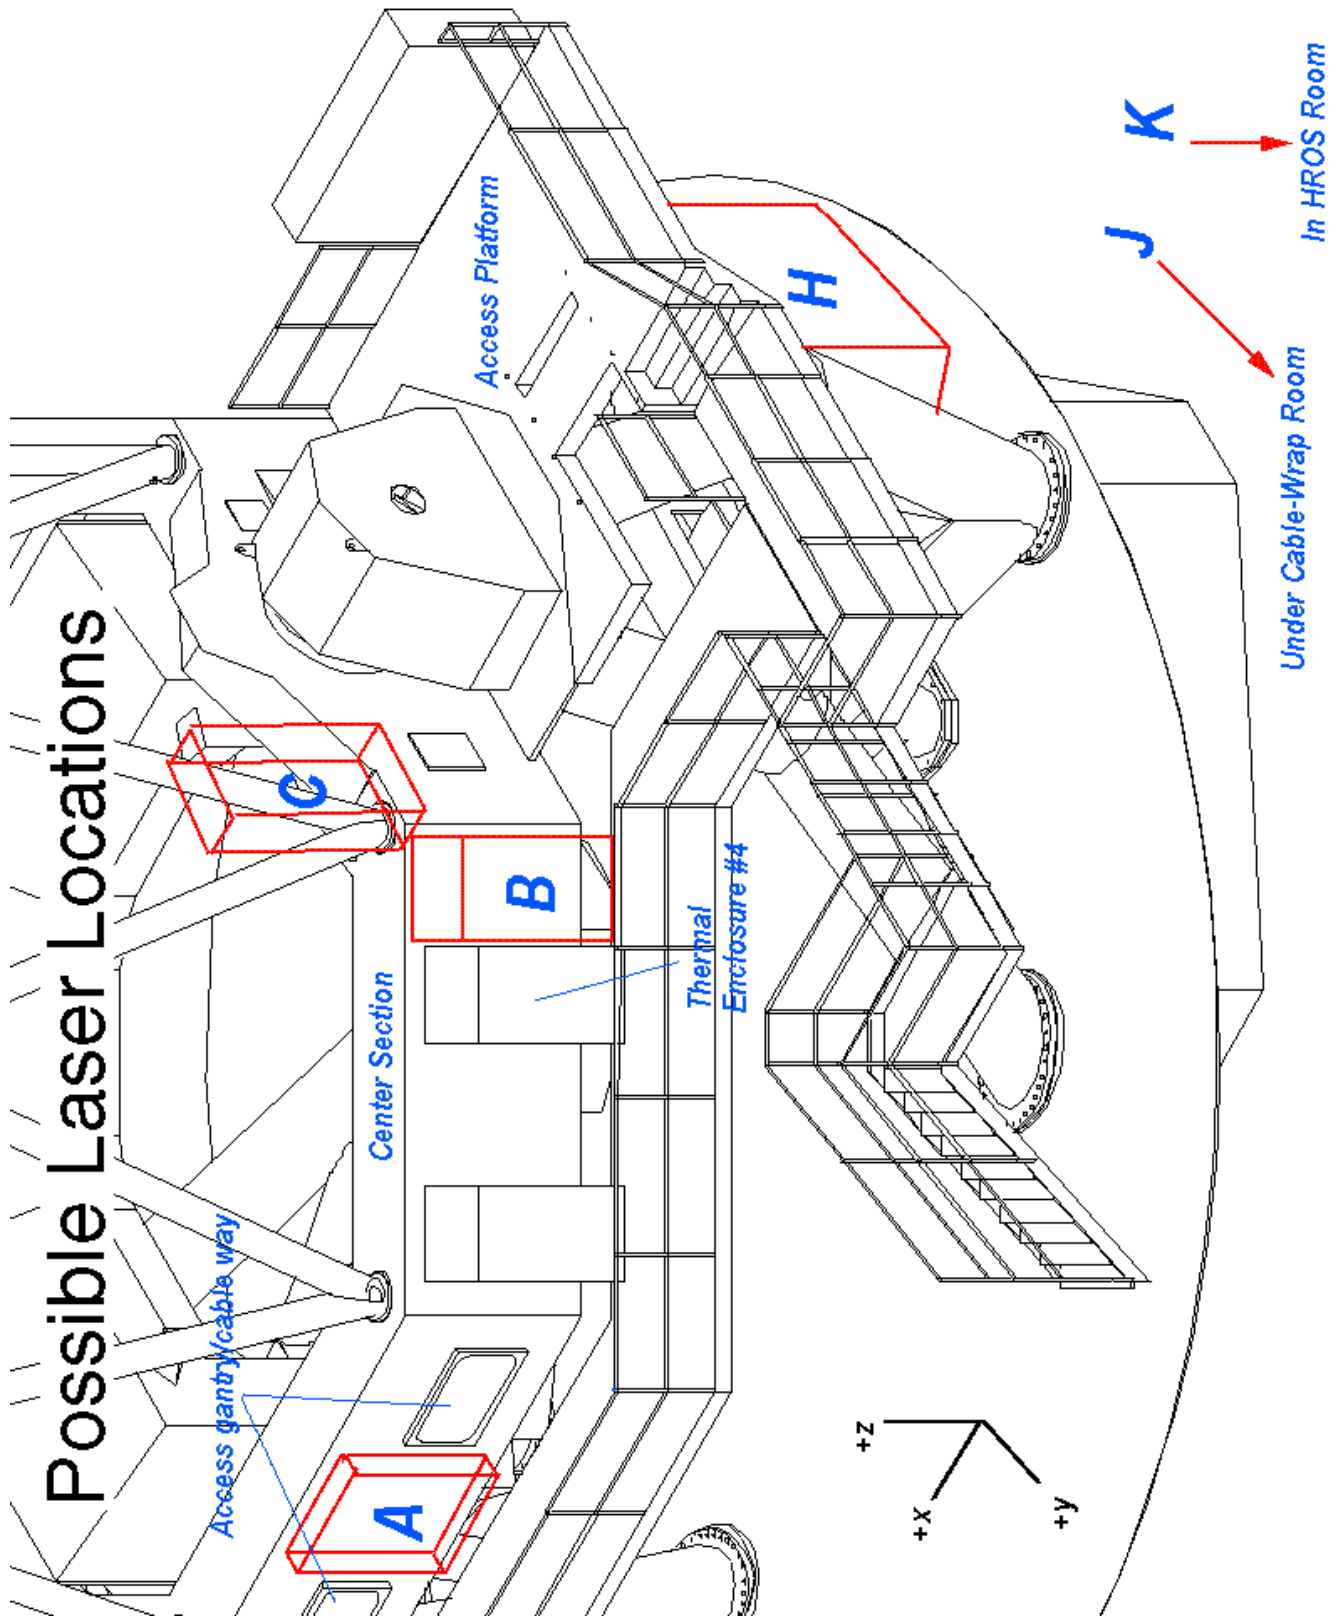 Possible Laser Locations
Access gantry/cable way
A
Center Section
B
C
Thermal
Enclosure #4
Access Platform
H
J
K
Under Cable-Wrap Room
In HROS Room
+z
+x
+y